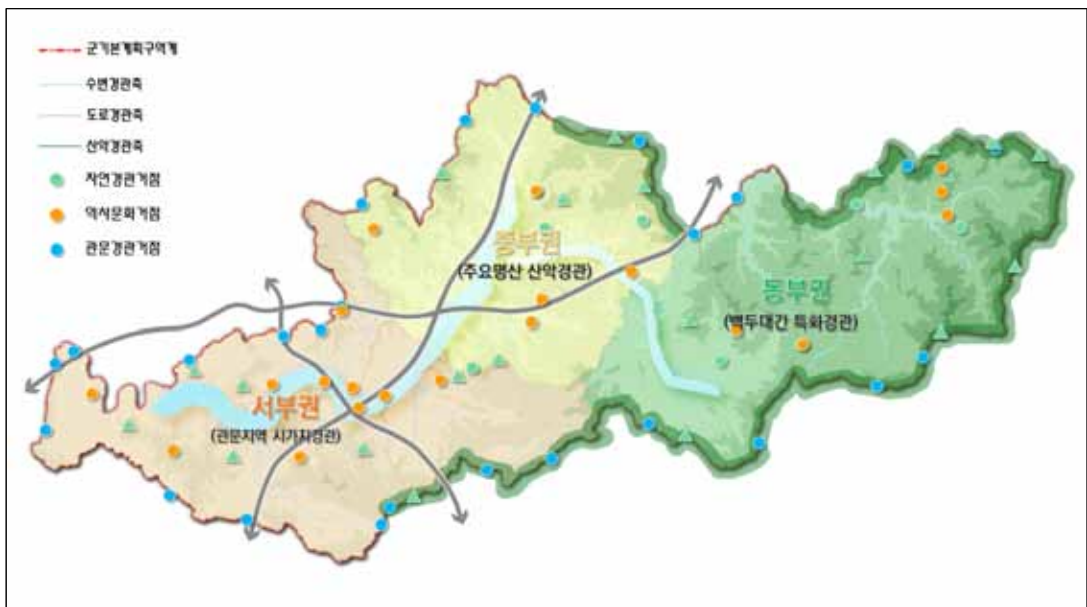 군기본계획구역계
수변경관축
도로경관축
산악경관축
자연경관거점
역사문화거점
관문경관거점
중부권
(주요명산 산악경관)
동부권
(백두대간 특화경관)
서부권
(관문지역 시가지경관)